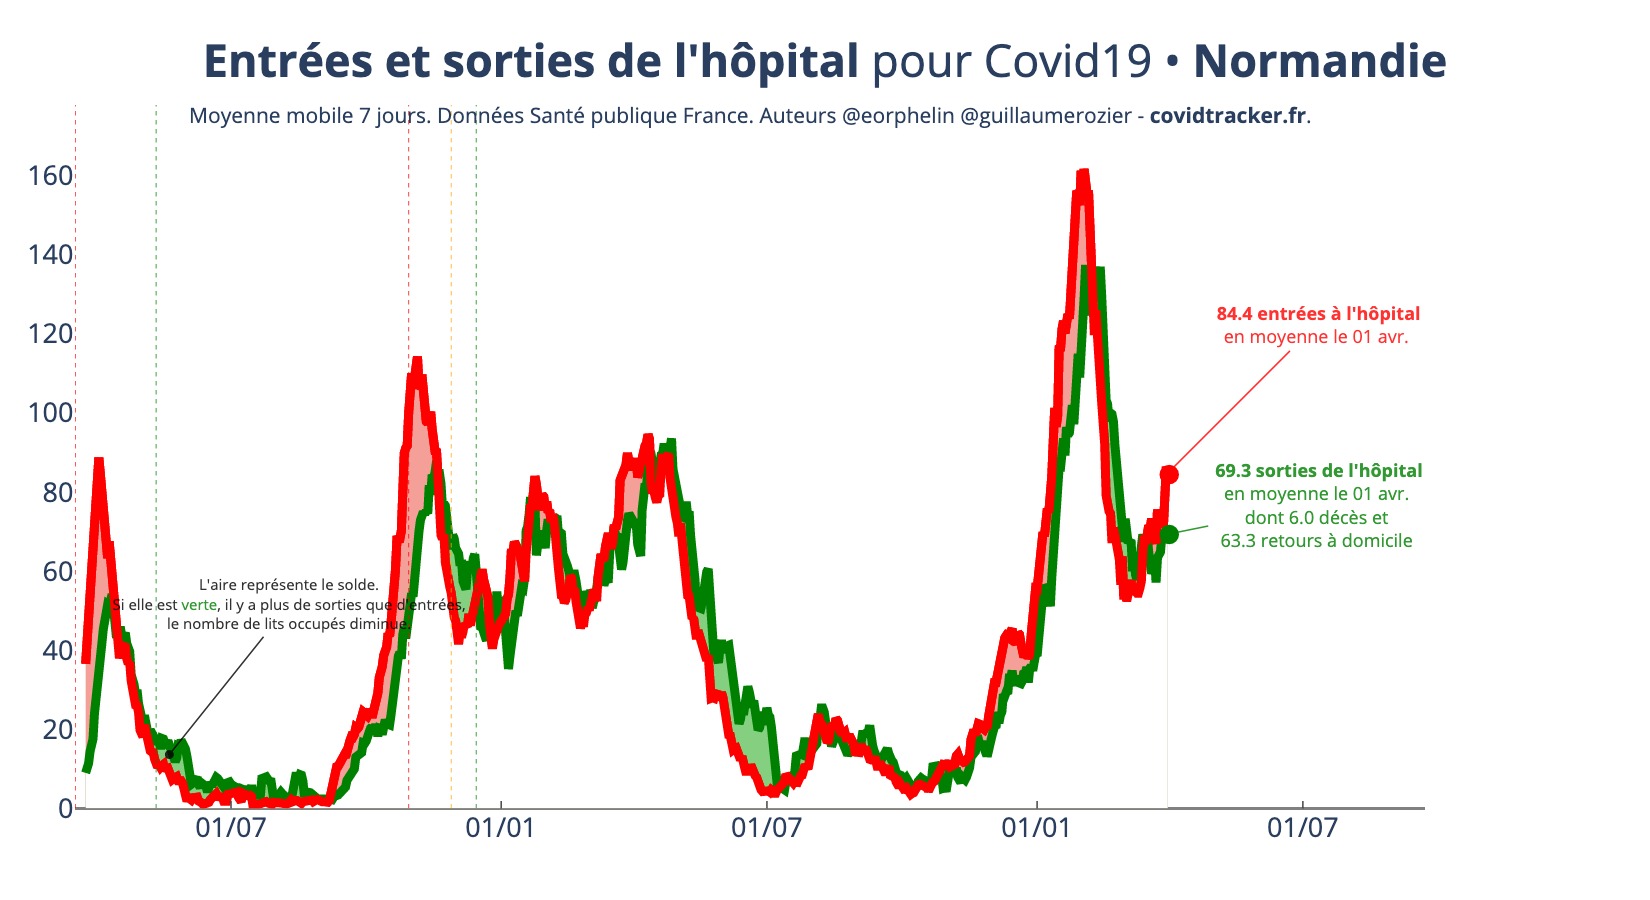 Entrées et sorties de l'hôpital pour Covid19 • Normandie
Moyenne mobile 7 jours. Données Santé publique France. Auteurs @eorphelin @guillaumerozier - covidtracker.fr.
160
140
120
100
80
60
40
20
0
84.4 entrées à l'hôpital
en moyenne le 01 avr.
69.3 sorties de l'hôpital
en moyenne le 01 avr.
dont 6.0 décès et
63.3 retours à domicile
L'aire représente le solde.
Si elle est verte, il y a plus de sorties que d'entrées,
le nombre de lits occupés diminue.
01/07
01/01
01/07
01/01
01/07